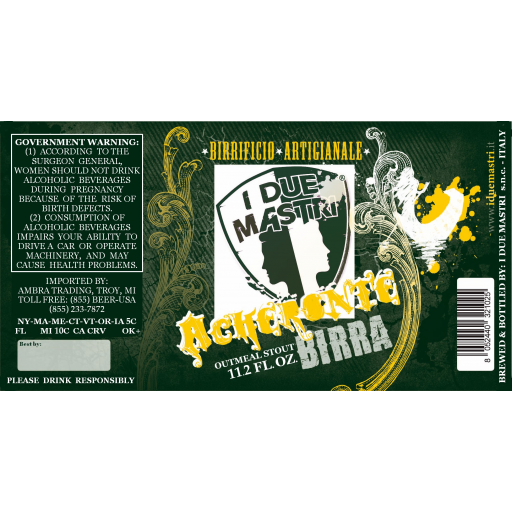 GOVERNMENT WARNING:
(1) ACCORDING TO THE
SURGEON GENERAL,
WOMEN SHOULD NOT DRINK
ALCOHOLIC BEVERAGES
DURING PREGNANCY
BECAUSE OF THE RISK OF
BIRTH DEFECTS.
(2) CONSUMPTION OF
ALCOHOLIC BEVERAGES
IMPAIRS YOUR ABILITY TO
DRIVE A CAR OR OPERATE
MACHINERY, AND MAY
CAUSE HEALTH PROBLEMS.
IMPORTED BY:
AMBRA TRADING, TROY, MI
TOLL FREE: (855) BEER-USA
(855) 233-7872
NY-MA-ME-CT-VT-OR-IA 5C
FL MI 10C CA CRV OK+
Best by:
PLEASE DRINK RESPONSIBLY
BIRRIFICIO ★ ARTIGIANALE ★
I DUE
MASTRI
®
ACHERONTE
OATMEAL STOUT
11.2 FL. OZ.
BIRRA
www.iduemastri.it
8 062440 321025
BREWED & BOTTLED BY: I DUE MASTRI s.n.c. - ITALY